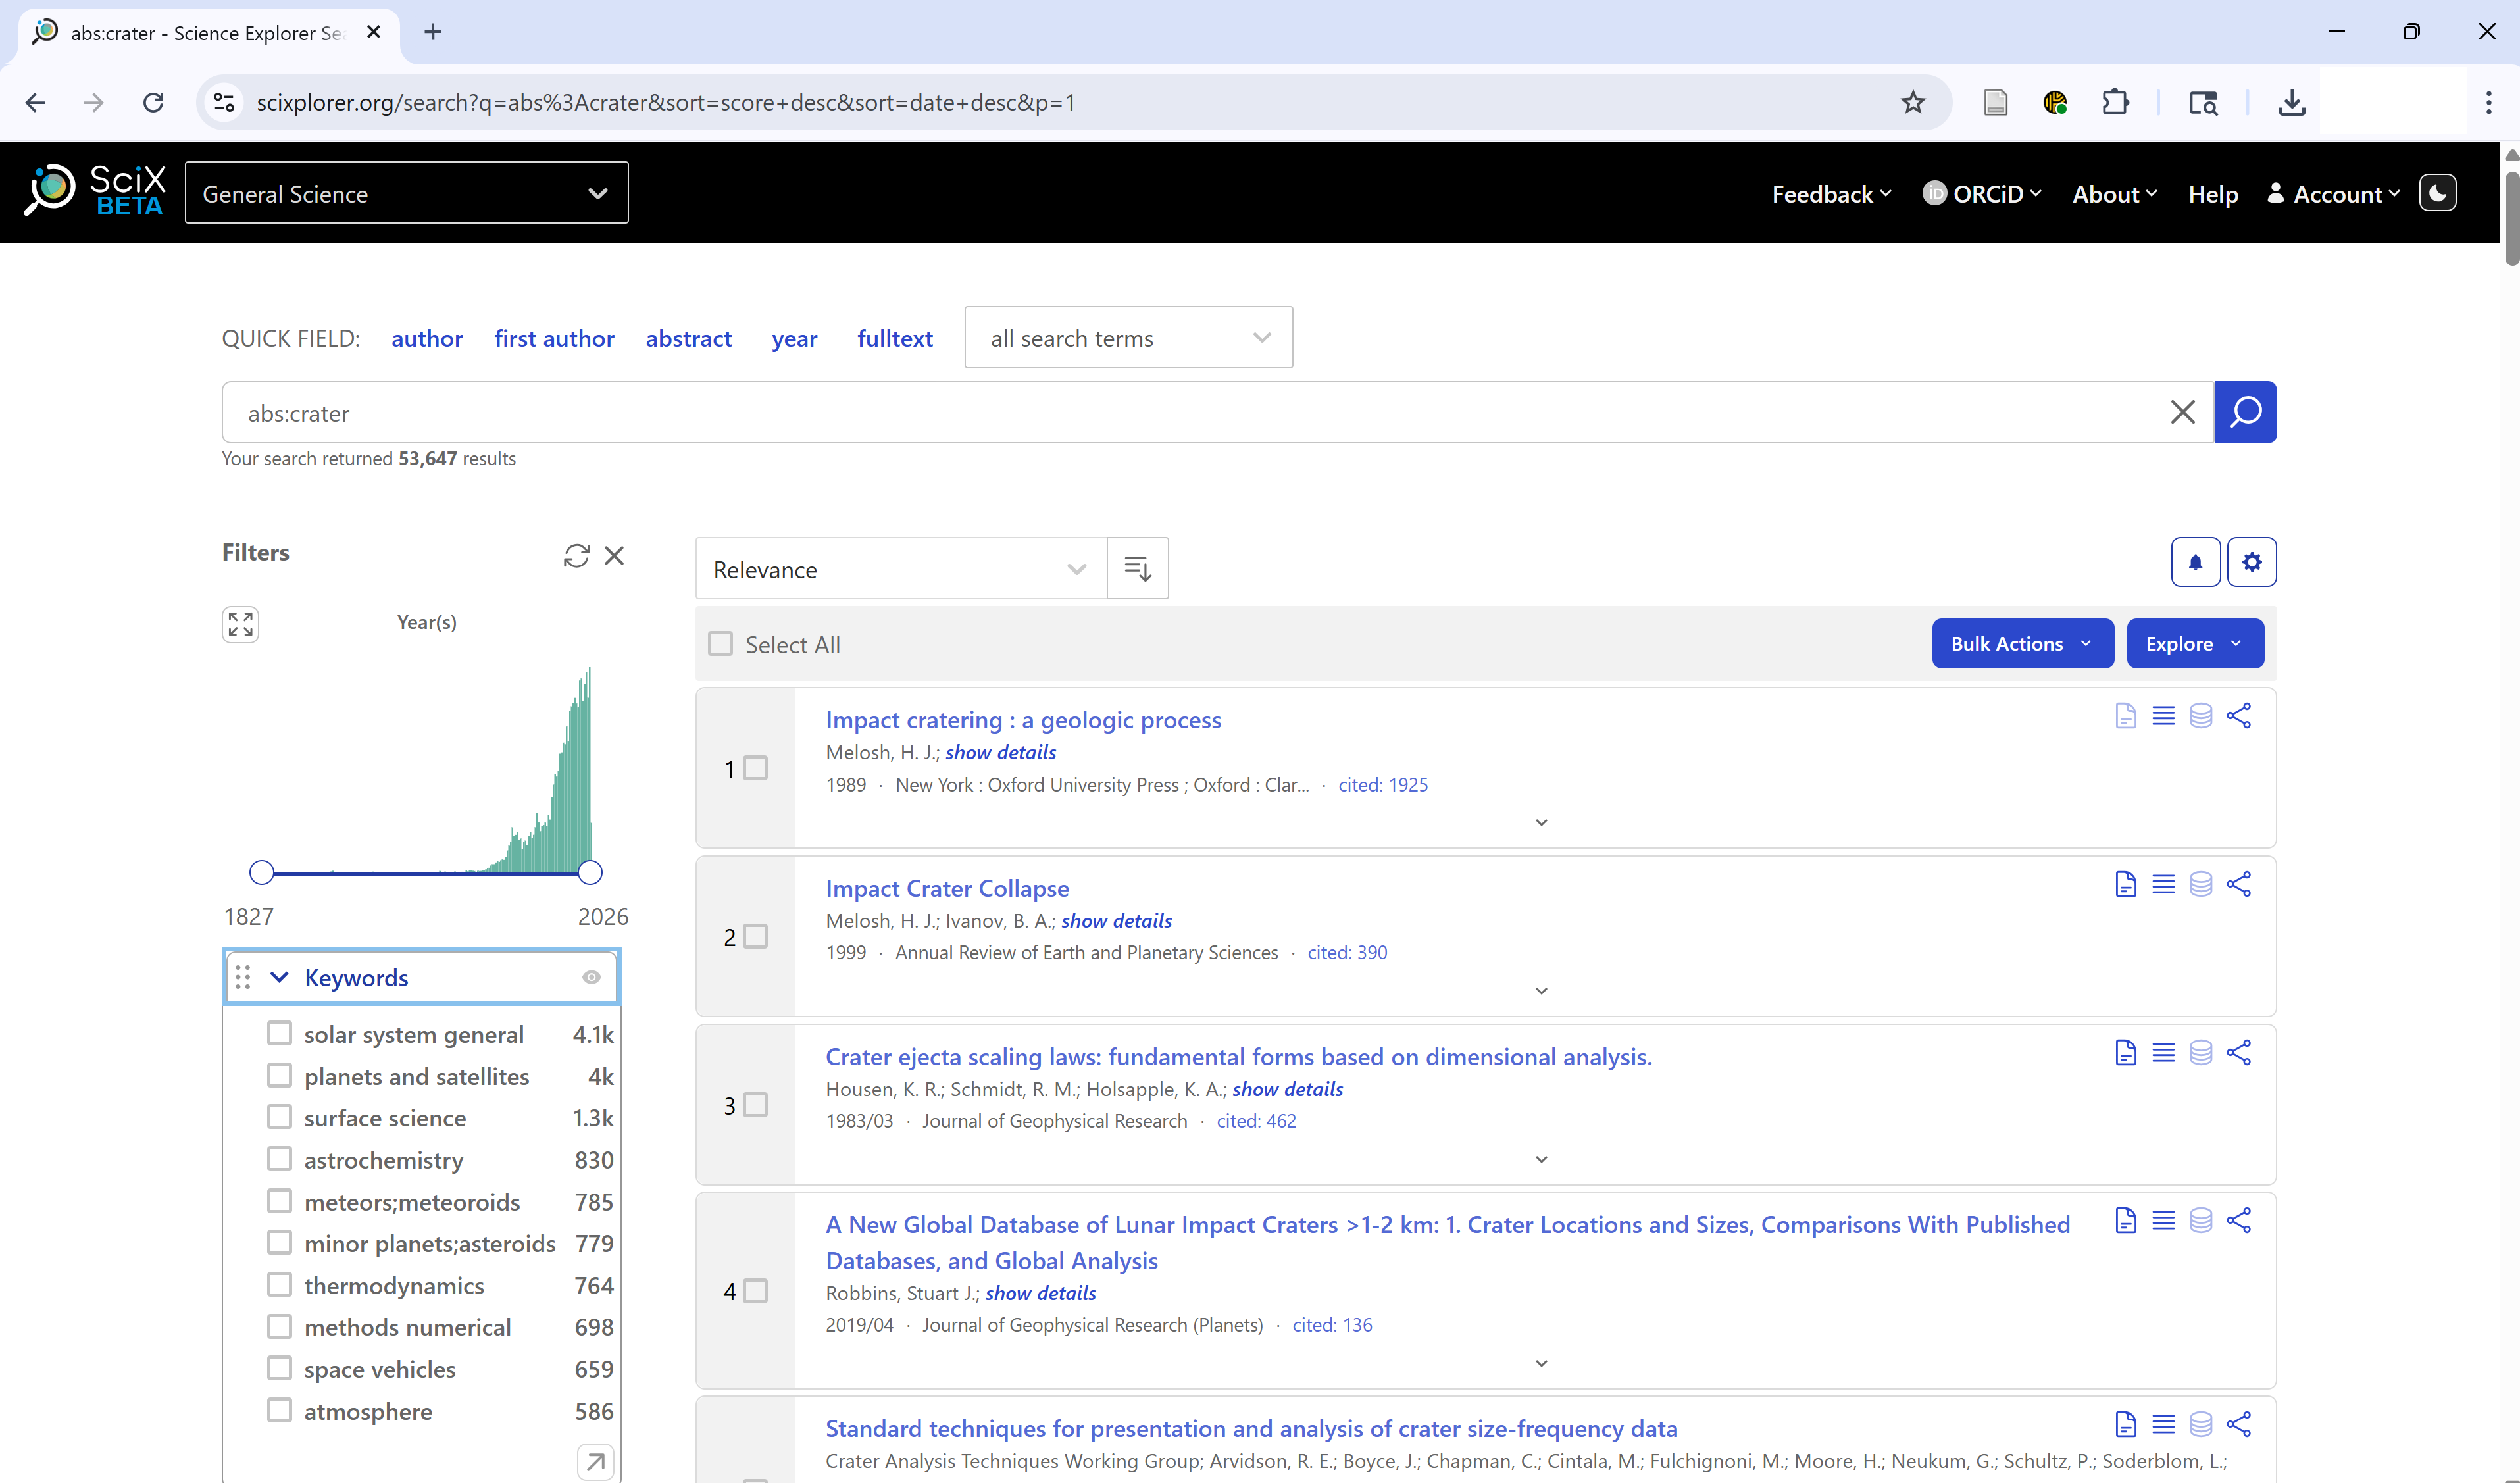 abs:crater - Science Explorer Se
scixplorer.org/search?q=abs%3Acrater&sort=score+desc&sort=date+desc&p=1
SciX
BETA
General Science
Feedback
iD ORCiD
About
Help
Account
QUICK FIELD: author first author abstract year fulltext all search terms
abs:crater
Your search returned 53,647 results
Filters
Year(s)
1827 2026
Keywords
solar system general 4.1k
planets and satellites 4k
surface science 1.3k
astrochemistry 830
meteors;meteoroids 785
minor planets;asteroids 779
thermodynamics 764
methods numerical 698
space vehicles 659
atmosphere 586
Relevance
Select All
Bulk Actions
Explore
1
Impact cratering : a geologic process
Melosh, H. J.; show details
1989 · New York : Oxford University Press ; Oxford : Clar... · cited: 1925
2
Impact Crater Collapse
Melosh, H. J.; Ivanov, B. A.; show details
1999 · Annual Review of Earth and Planetary Sciences · cited: 390
3
Crater ejecta scaling laws: fundamental forms based on dimensional analysis.
Housen, K. R.; Schmidt, R. M.; Holsapple, K. A.; show details
1983/03 · Journal of Geophysical Research · cited: 462
4
A New Global Database of Lunar Impact Craters >1-2 km: 1. Crater Locations and Sizes, Comparisons With Published
Databases, and Global Analysis
Robbins, Stuart J.; show details
2019/04 · Journal of Geophysical Research (Planets) · cited: 136
Standard techniques for presentation and analysis of crater size-frequency data
Crater Analysis Techniques Working Group; Arvidson, R. E.; Boyce, J.; Chapman, C.; Cintala, M.; Fulchignoni, M.; Moore, H.; Neukum, G.; Schultz, P.; Soderblom, L.;